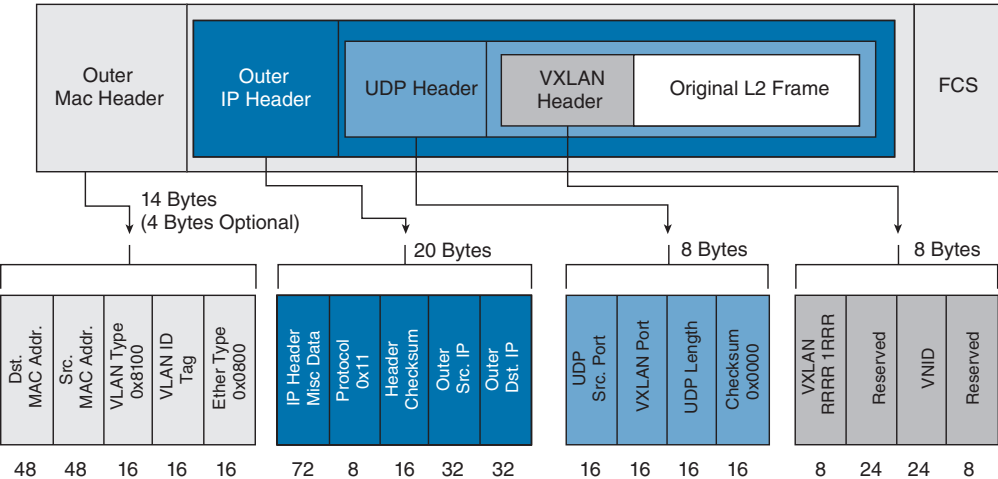 Outer
Mac Header
Outer
IP Header
UDP Header
VXLAN
Header
Original L2 Frame
FCS
14 Bytes
(4 Bytes Optional)
20 Bytes
8 Bytes
8 Bytes
Dst.
MAC Addr.
Src.
MAC Addr.
VLAN Type
0x8100
VLAN ID
Tag
Ether Type
0x0800
IP Header
Misc Data
Protocol
0x11
Header
Checksum
Outer
Src. IP
Outer
Dst. IP
UDP
Src. Port
VXLAN Port
UDP Length
Checksum
0x0000
VXLAN
RRRR 1RRR
Reserved
VNID
Reserved
48 48 16 16 16
72 8 16 32 32
16 16 16 16
8 24 24 8